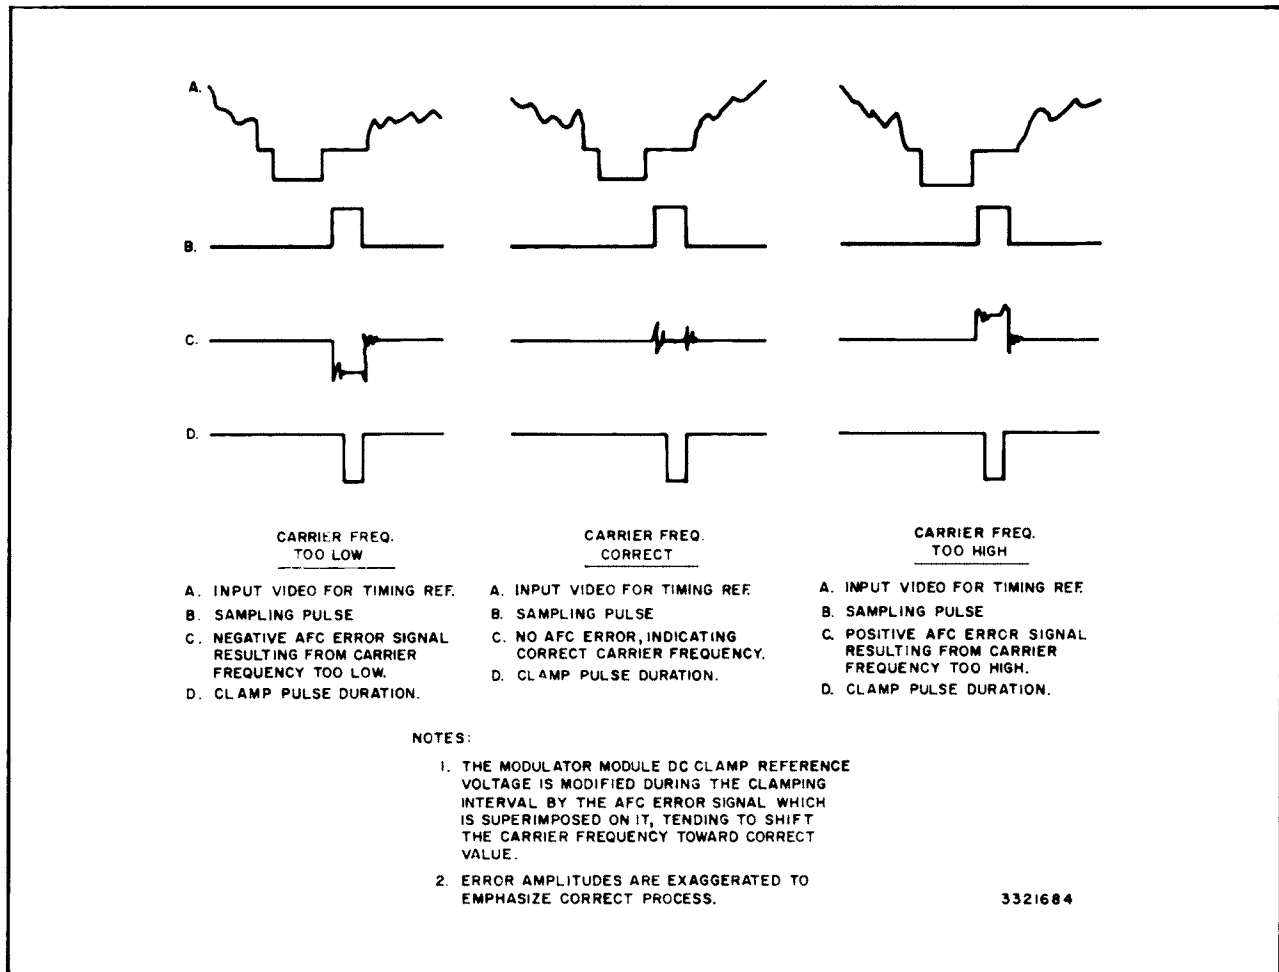 A.
B.
C.
D.
CARRIER FREQ.
TOO LOW
A. INPUT VIDEO FOR TIMING REF.
B. SAMPLING PULSE
C. NEGATIVE AFC ERROR SIGNAL
RESULTING FROM CARRIER
FREQUENCY TOO LOW.
D. CLAMP PULSE DURATION.
CARRIER FREQ.
CORRECT
A. INPUT VIDEO FOR TIMING REF.
B. SAMPLING PULSE
C. NO AFC ERROR, INDICATING
CORRECT CARRIER FREQUENCY.
D. CLAMP PULSE DURATION.
CARRIER FREQ.
TOO HIGH
A. INPUT VIDEO FOR TIMING REF.
B. SAMPLING PULSE
C. POSITIVE AFC ERROR SIGNAL
RESULTING FROM CARRIER
FREQUENCY TOO HIGH.
D. CLAMP PULSE DURATION.
NOTES:
1. THE MODULATOR MODULE DC CLAMP REFERENCE
VOLTAGE IS MODIFIED DURING THE CLAMPING
INTERVAL BY THE AFC ERROR SIGNAL WHICH
IS SUPERIMPOSED ON IT, TENDING TO SHIFT
THE CARRIER FREQUENCY TOWARD CORRECT
VALUE.
2. ERROR AMPLITUDES ARE EXAGGERATED TO
EMPHASIZE CORRECT PROCESS.
3321684